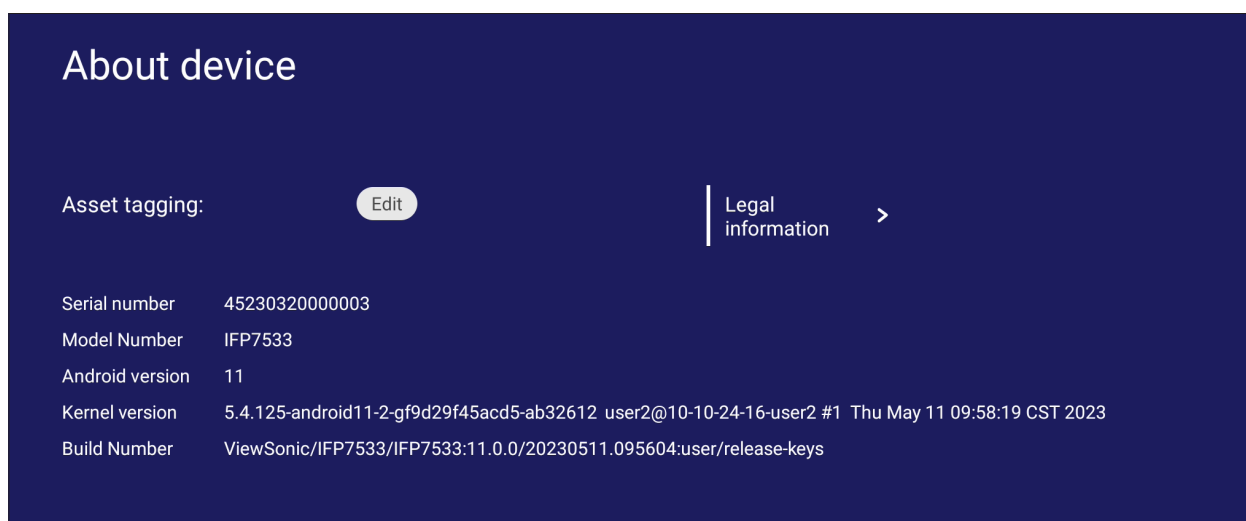 About device
Asset tagging:
Edit
Legal
information
Serial number 45230320000003
Model Number IFP7533
Android version 11
Kernel version 5.4.125-android11-2-gf9d29f45acd5-ab32612 user2@10-10-24-16-user2 #1 Thu May 11 09:58:19 CST 2023
Build Number ViewSonic/IFP7533/IFP7533:11.0.0/20230511.095604:user/release-keys